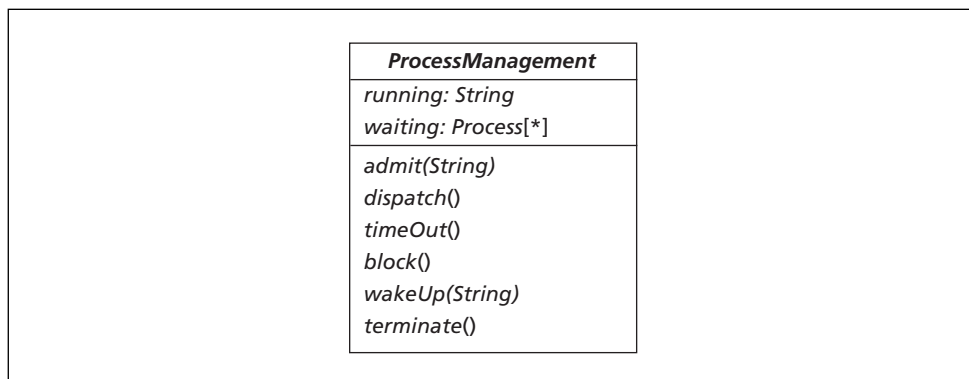 ProcessManagement
running: String
waiting: Process[*]
admit(String)
dispatch()
timeOut()
block()
wakeUp(String)
terminate()